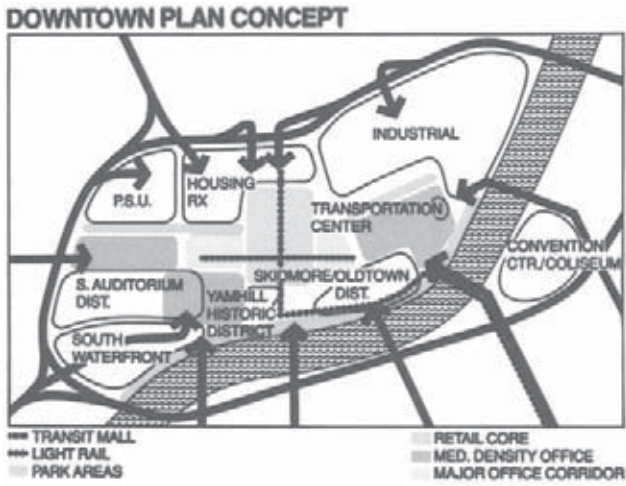 DOWNTOWN PLAN CONCEPT
INDUSTRIAL
HOUSING
RX
P.S.U.
TRANSPORTATION
CENTER
CONVENTION
CTR./COLISEUM
S. AUDITORIUM
DIST.
SKIDMORE/OLDTOWN
DIST.
YAMHILL
HISTORIC
DISTRICT
SOUTH
WATERFRONT
TRANSIT MALL
LIGHT RAIL
PARK AREAS
RETAIL CORE
MED. DENSITY OFFICE
MAJOR OFFICE CORRIDOR